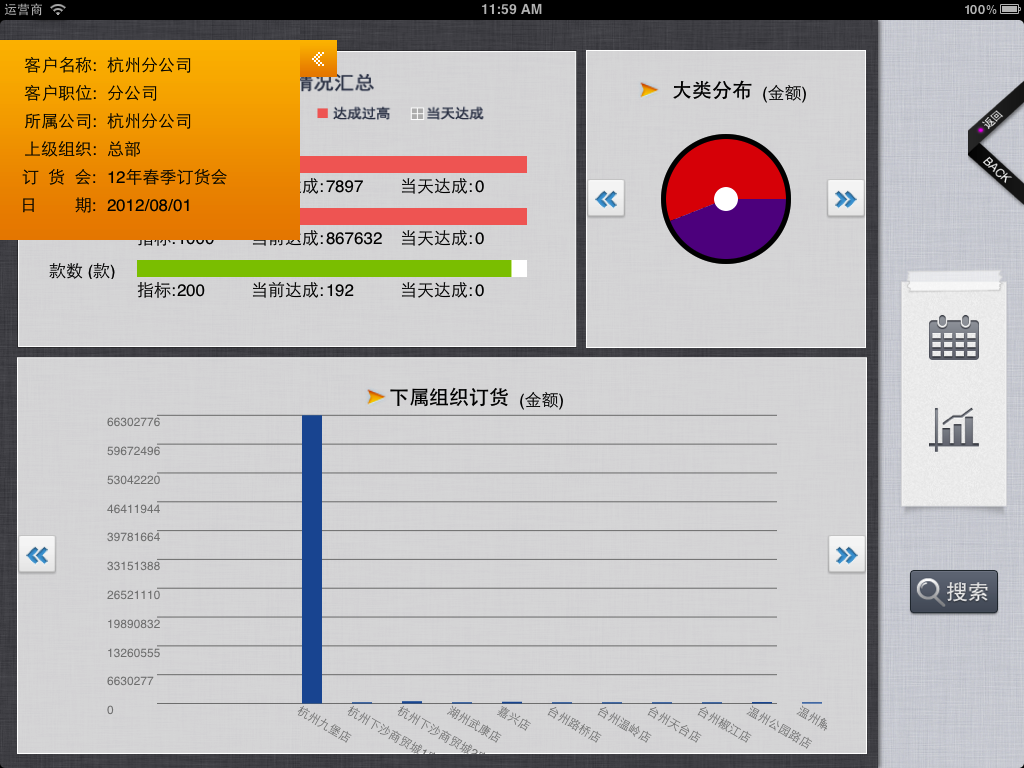 运营商 11:59 AM 100%
客户名称: 杭州分公司
客户职位: 分公司
所属公司: 杭州分公司
上级组织: 总部
订 货 会: 12年春季订货会
日 期: 2012/08/01
情况汇总
达成过高 当天达成
达成:7897 当天达成:0
指标:1000 当前达成:867632 当天达成:0
款数 (款)
指标:200 当前达成:192 当天达成:0
大类分布 (金额)
返回
BACK
下属组织订货 (金额)
66302776
59672496
53042220
46411944
39781664
33151388
26521110
19890832
13260555
6630277
0
杭州九堡店
杭州下沙商贸城1
杭州下沙商贸城2
湖州武康店
嘉兴店
台州路桥店
台州温岭店
台州天台店
台州椒江店
温州公园路店
温州
搜索